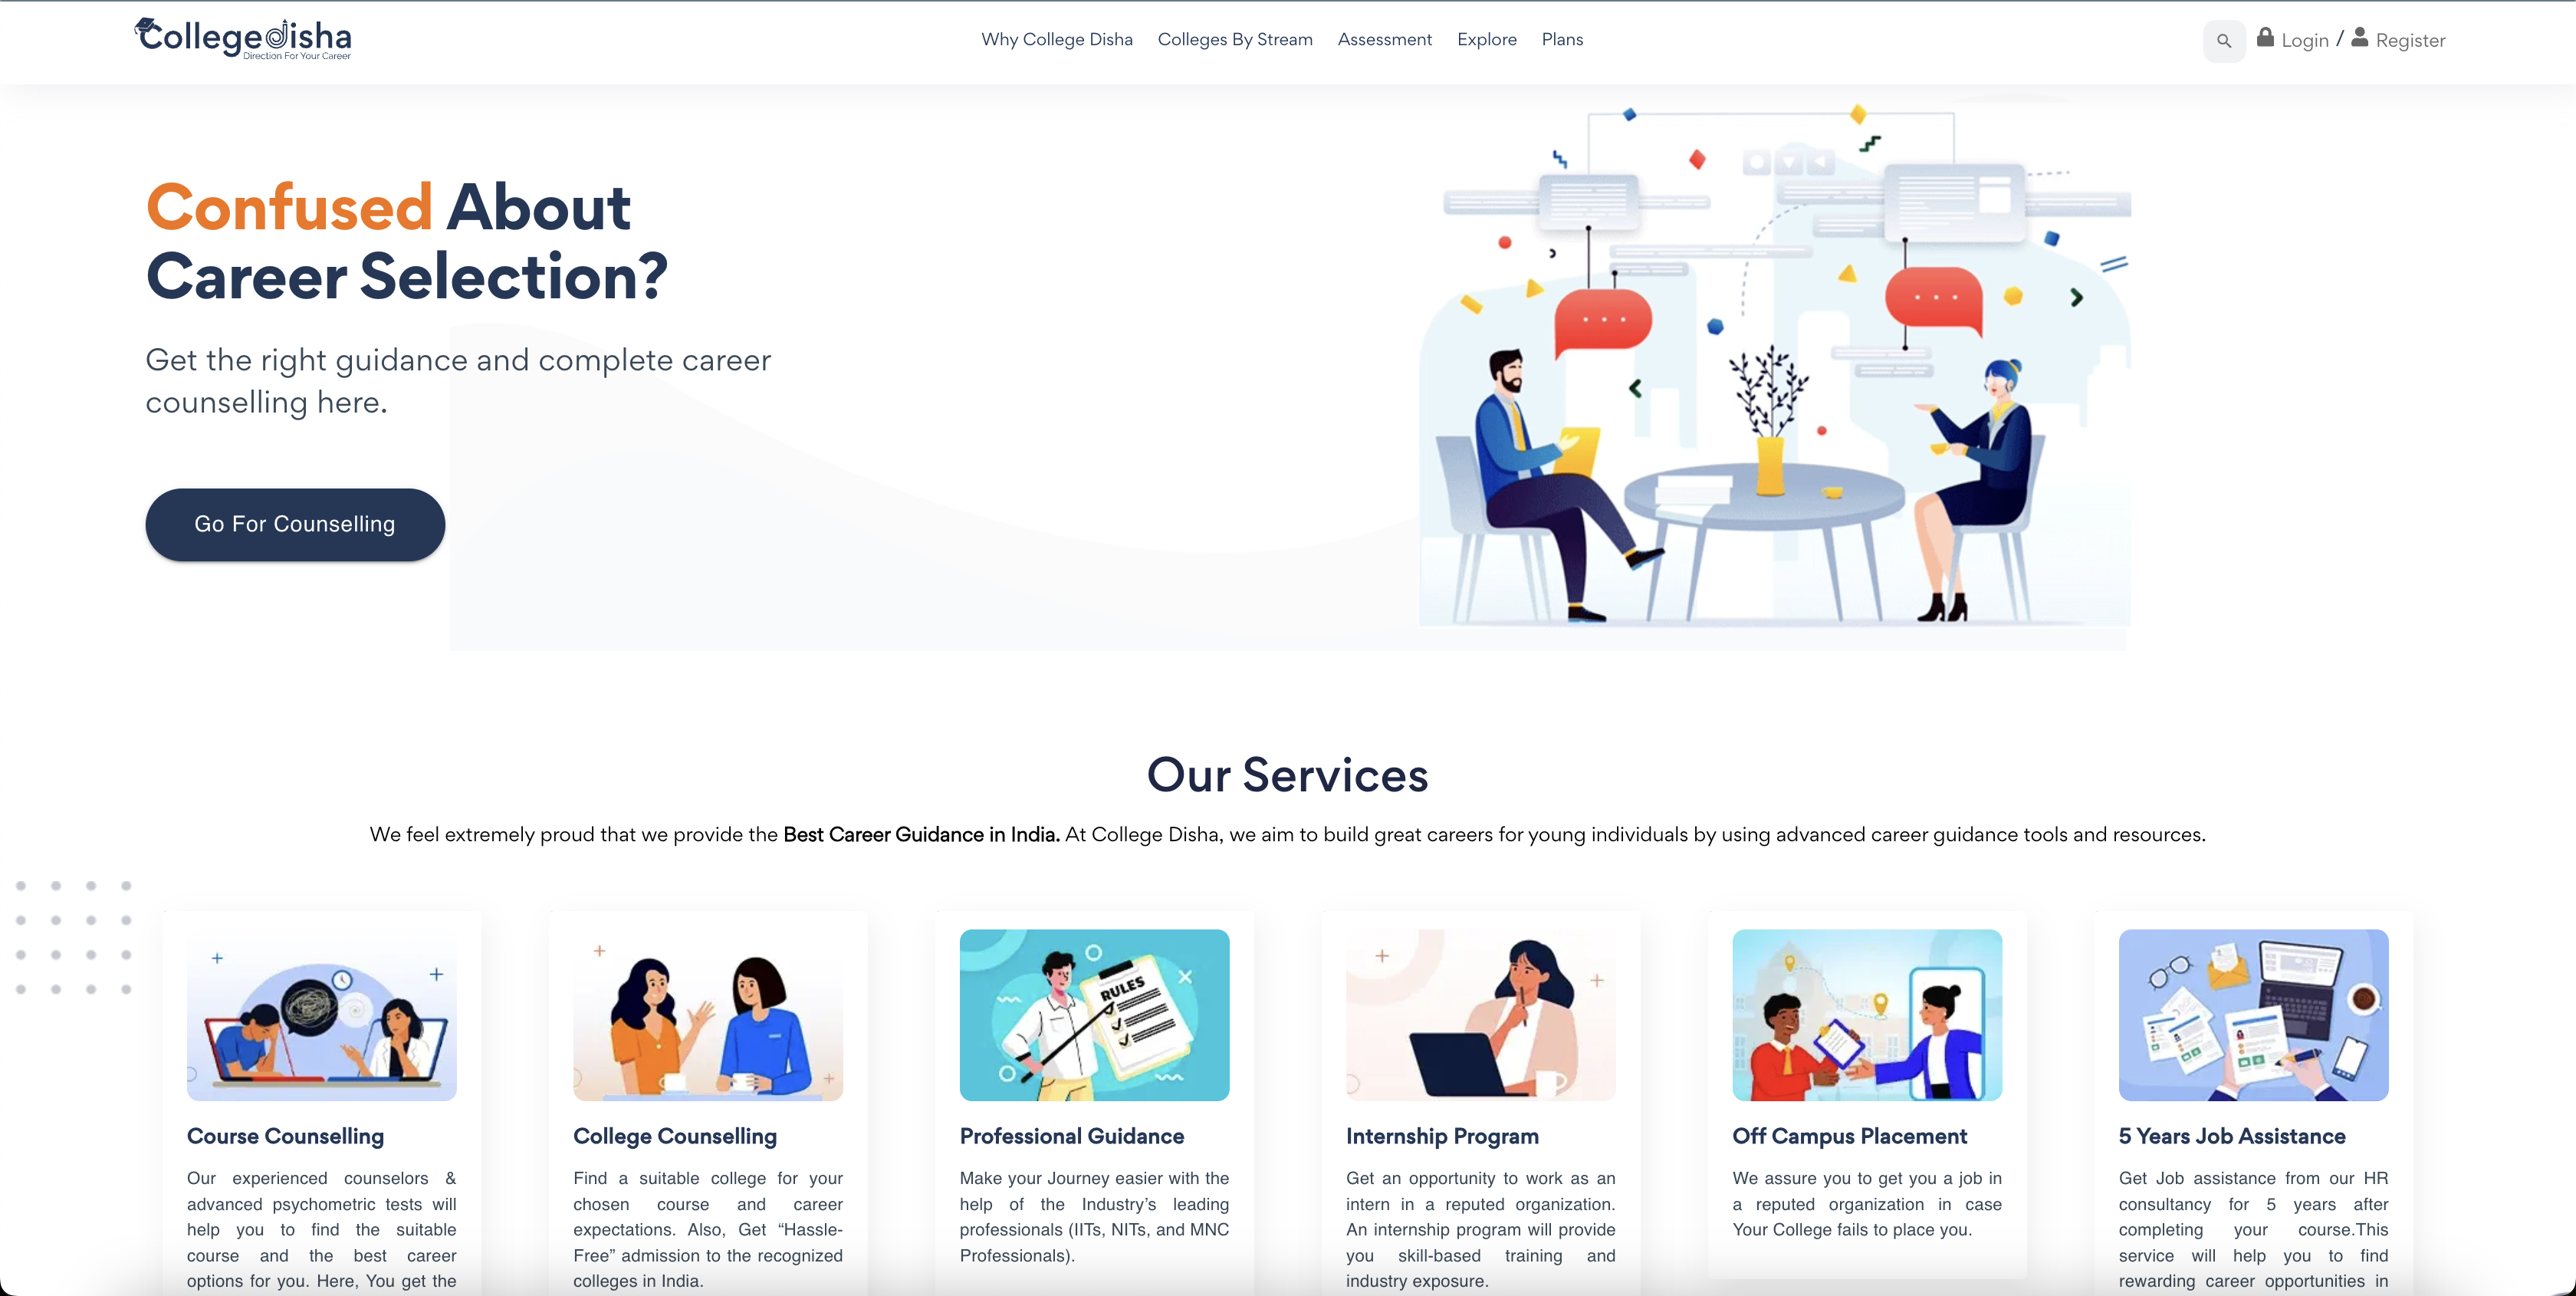 CollegeDisha
Direction For Your Career
Why College Disha Colleges By Stream Assessment Explore Plans
Login / Register
Confused About
Career Selection?
Get the right guidance and complete career
counselling here.
Go For Counselling
Our Services
We feel extremely proud that we provide the Best Career Guidance in India. At College Disha, we aim to build great careers for young individuals by using advanced career guidance tools and resources.
Course Counselling
Our experienced counselors &
advanced psychometric tests will
help you to find the suitable
course and the best career
options for you. Here, You get the
College Counselling
Find a suitable college for your
chosen course and career
expectations. Also, Get “Hassle-
Free” admission to the recognized
colleges in India.
RULES
Professional Guidance
Make your Journey easier with the
help of the Industry’s leading
professionals (IITs, NITs, and MNC
Professionals).
Internship Program
Get an opportunity to work as an
intern in a reputed organization.
An internship program will provide
you skill-based training and
industry exposure.
Off Campus Placement
We assure you to get you a job in
a reputed organization in case
Your College fails to place you.
5 Years Job Assistance
Get Job assistance from our HR
consultancy for 5 years after
completing your course.This
service will help you to find
rewarding career opportunities in